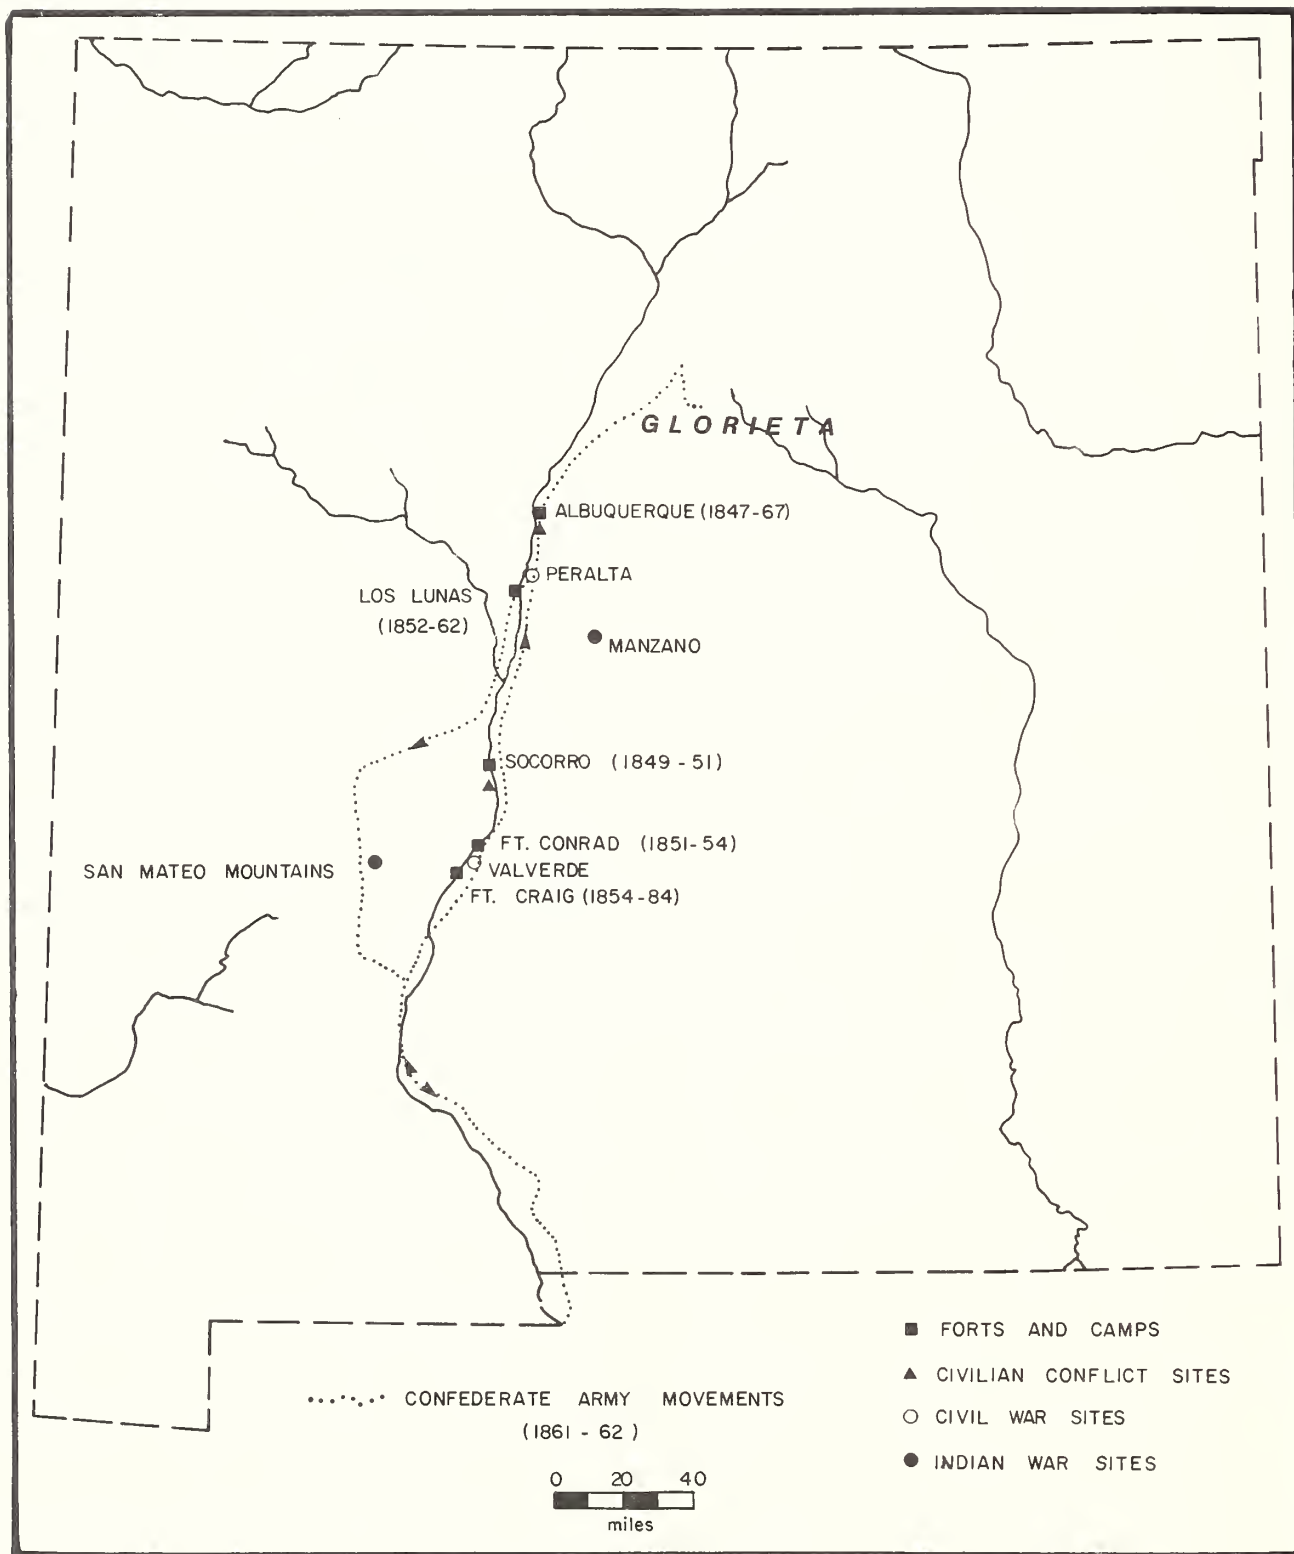 GLORIETA
ALBUQUERQUE (1847-67)
PERALTA
LOS LUNAS
(1852-62)
MANZANO
SOCORRO (1849-51)
FT. CONRAD (1851-54)
SAN MATEO MOUNTAINS
VALVERDE
FT. CRAIG (1854-84)
FORTS AND CAMPS
CIVILIAN CONFLICT SITES
CONFEDERATE ARMY MOVEMENTS
(1861-62)
CIVIL WAR SITES
INDIAN WAR SITES
0 20 40
miles